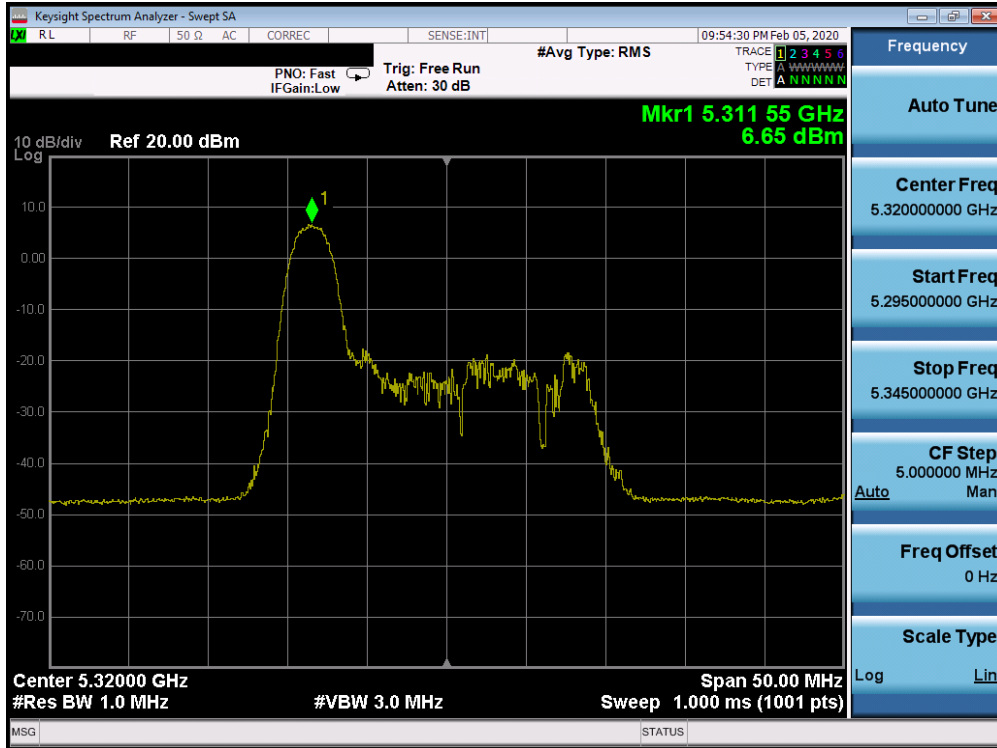 Keysight Spectrum Analyzer - Swept SA
LXI RL RF 50 Ω AC CORREC SENSE:INT 09:54:30 PM Feb 05, 2020
#Avg Type: RMS
TRACE 1 2 3 4 5 6
TYPE A WWWWW
DET A N N N N N
PNO: Fast
IFGain:Low
Trig: Free Run
Atten: 30 dB
Mkr1 5.311 55 GHz
6.65 dBm
10 dB/div
Log
Ref 20.00 dBm
1
10.0
0.00
-10.0
-20.0
-30.0
-40.0
-50.0
-60.0
-70.0
Center 5.32000 GHz
Span 50.00 MHz
#Res BW 1.0 MHz
#VBW 3.0 MHz
Sweep 1.000 ms (1001 pts)
MSG
STATUS
Frequency
Auto Tune
Center Freq
5.320000000 GHz
Start Freq
5.295000000 GHz
Stop Freq
5.345000000 GHz
CF Step
5.000000 MHz
Auto Man
Freq Offset
0 Hz
Scale Type
Log Lin